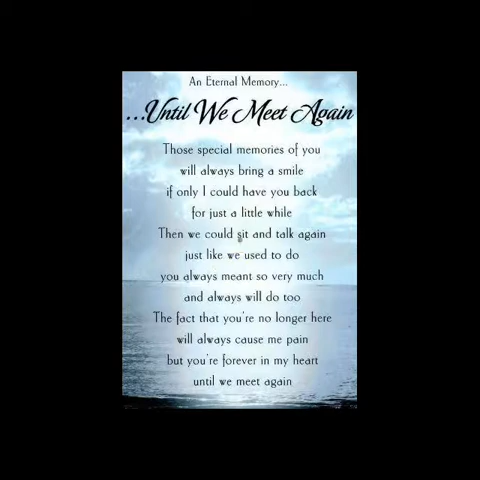 An Eternal Memory...
...Until We Meet Again
Those special memories of you
will always bring a smile
if only I could have you back
for just a little while
Then we could sit and talk again
just like we used to do
you always meant so very much
and always will do too
The fact that you're no longer here
will always cause me pain
but you're forever in my heart
until we meet again